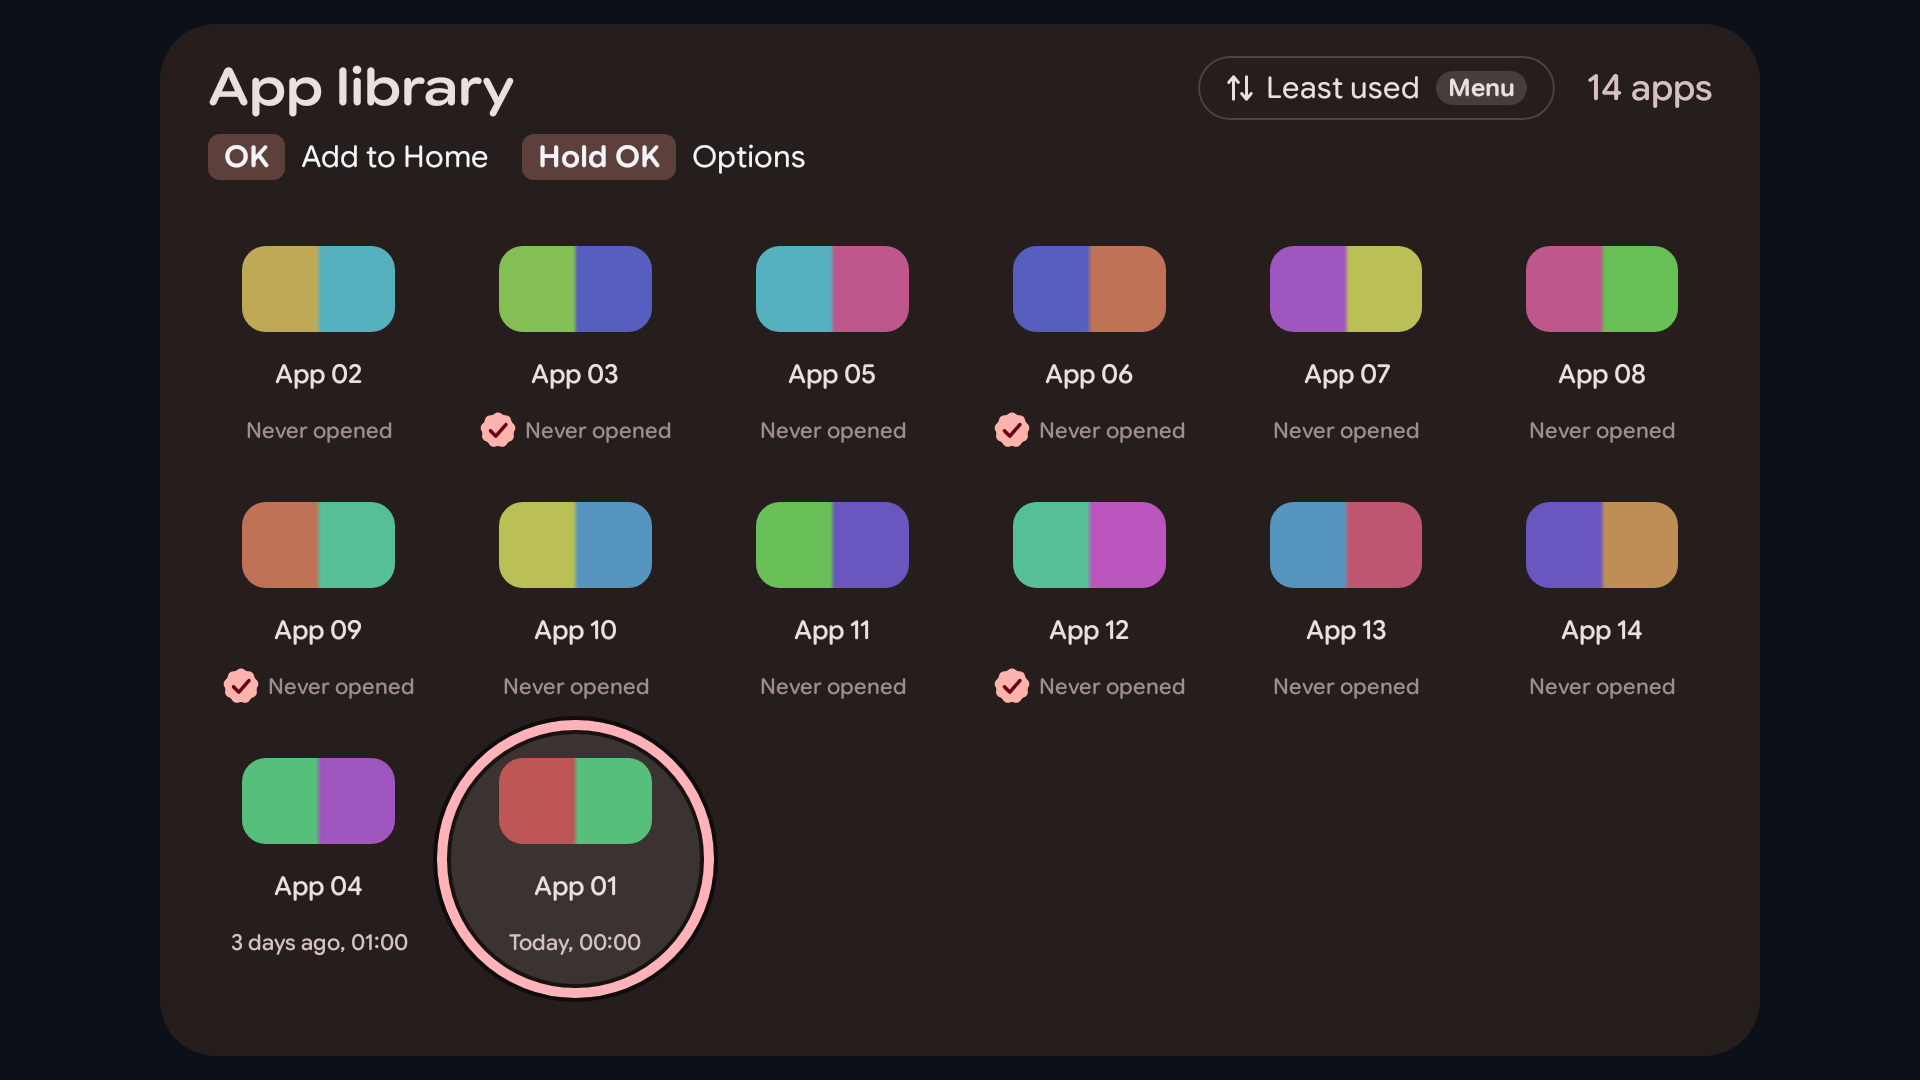 App library
Least used Menu
14 apps
OK Add to Home Hold OK Options
App 02
App 03
App 05
App 06
App 07
App 08
Never opened
Never opened
Never opened
Never opened
Never opened
Never opened
App 09
App 10
App 11
App 12
App 13
App 14
Never opened
Never opened
Never opened
Never opened
Never opened
Never opened
App 04
App 01
3 days ago, 01:00
Today, 00:00